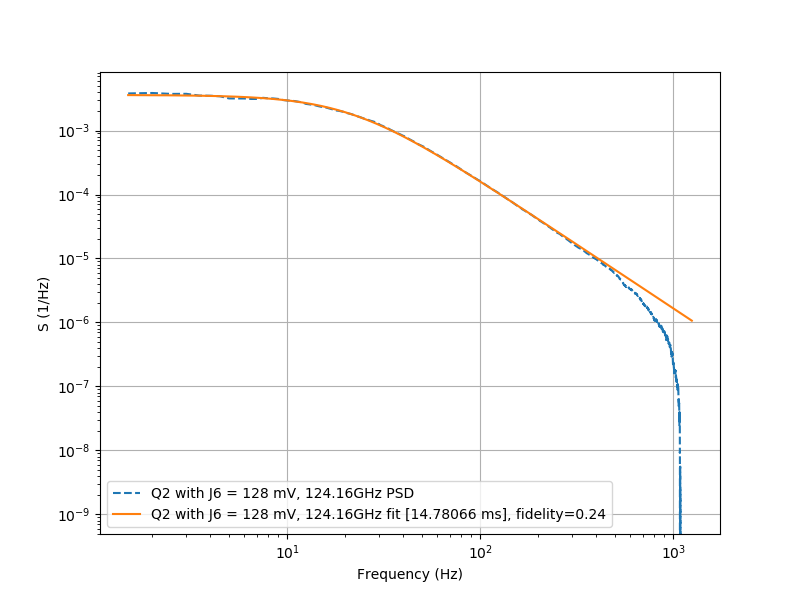 10⁻³
10⁻⁴
10⁻⁵
10⁻⁶
10⁻⁷
10⁻⁸
10⁻⁹
S (1/Hz)
Q2 with J6 = 128 mV, 124.16GHz PSD
Q2 with J6 = 128 mV, 124.16GHz fit [14.78066 ms], fidelity=0.24
10¹ 10² 10³
Frequency (Hz)